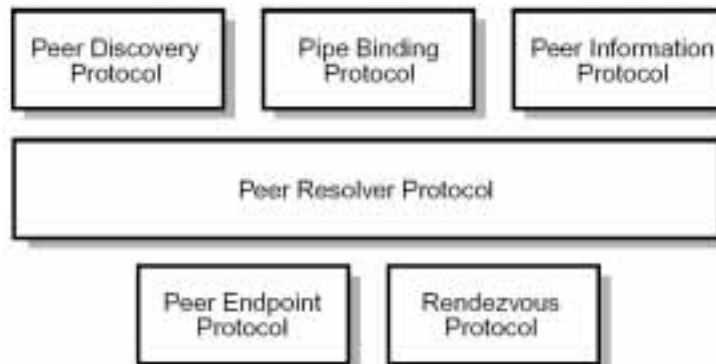 Peer Discovery
Protocol
Pipe Binding
Protocol
Peer Information
Protocol
Peer Resolver Protocol
Peer Endpoint
Protocol
Rendezvous
Protocol